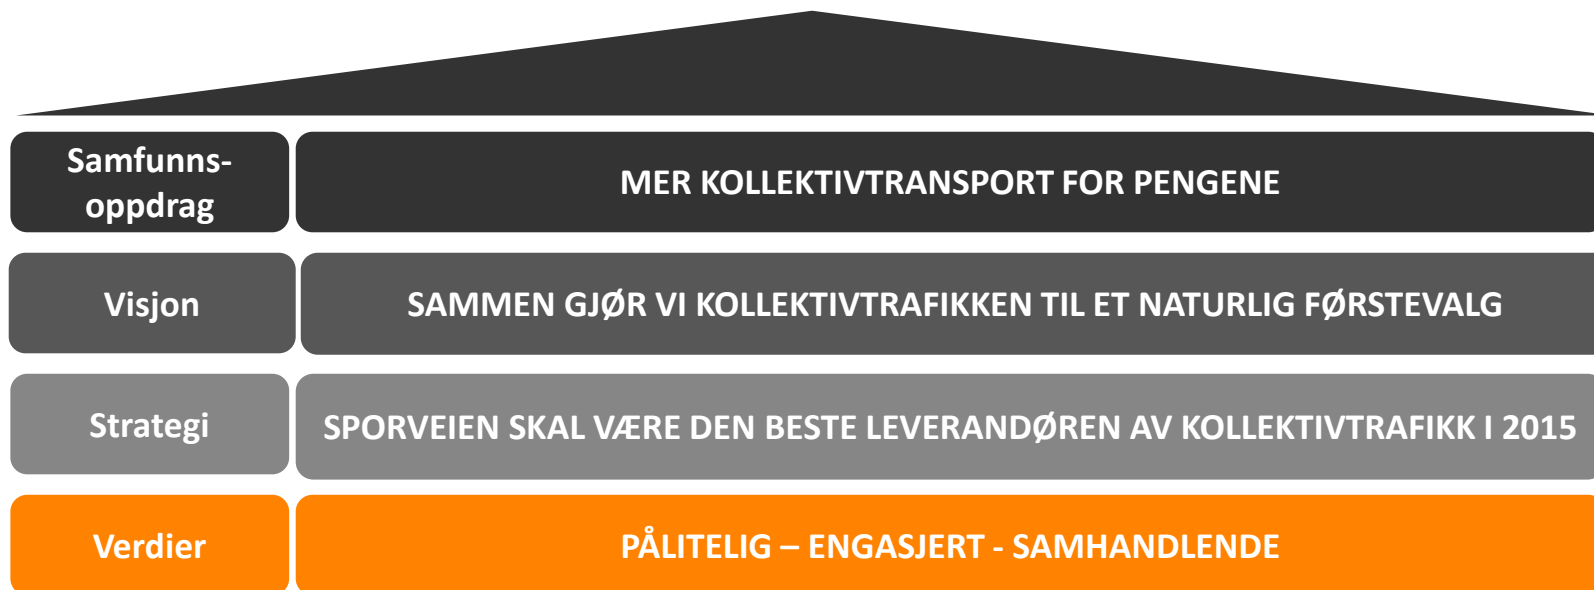 Samfunns-
oppdrag
MER KOLLEKTIVTRANSPORT FOR PENGENE
Visjon
SAMMEN GJØR VI KOLLEKTIVTRAFIKKEN TIL ET NATURLIG FØRSTEVALG
Strategi
SPORVEIEN SKAL VÆRE DEN BESTE LEVERANDØREN AV KOLLEKTIVTRAFIKK I 2015
Verdier
PÅLITELIG – ENGASJERT - SAMHANDLENDE